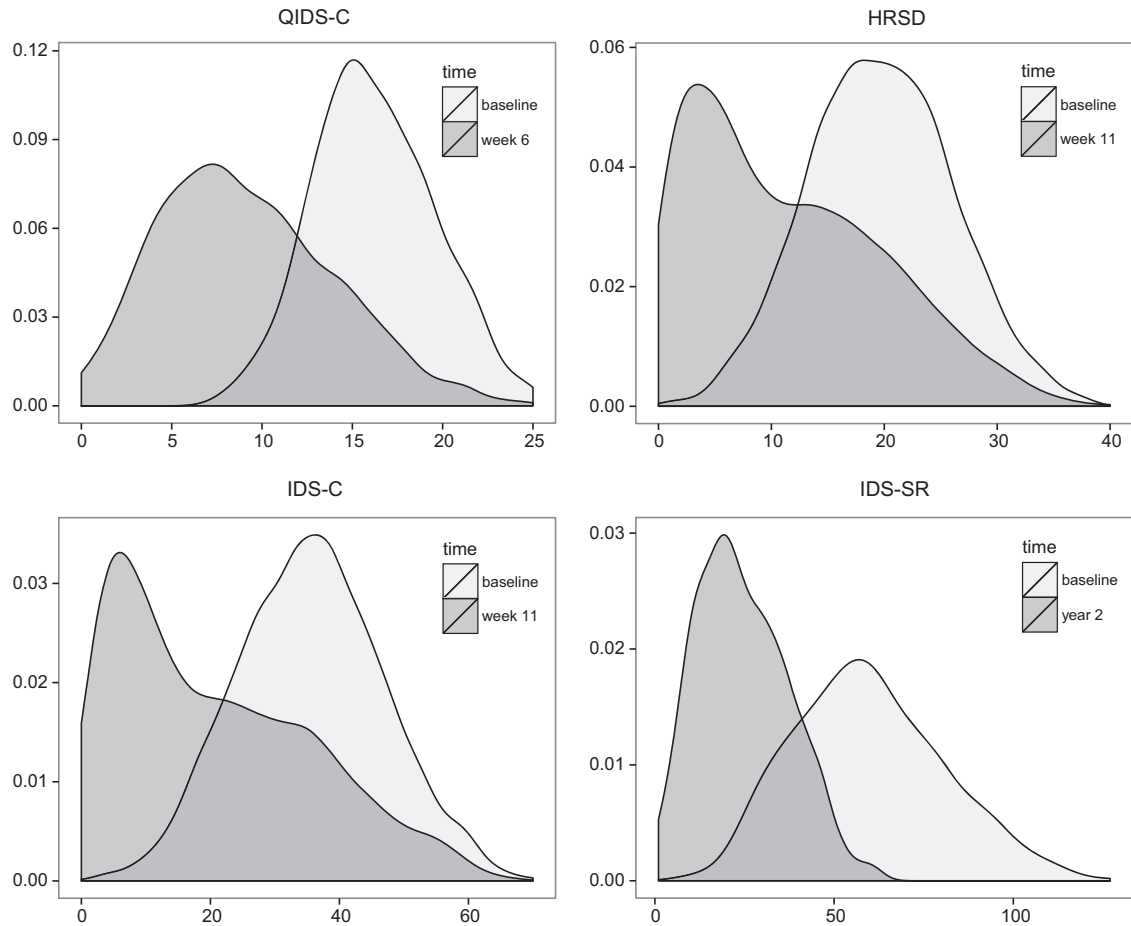 QIDS-C
0.12
0.09
0.06
0.03
0.00
0 5 10 15 20 25
time
baseline
week 6
HRSD
0.06
0.04
0.02
0.00
0 10 20 30 40
time
baseline
week 11
IDS-C
0.03
0.02
0.01
0.00
0 20 40 60
time
baseline
week 11
IDS-SR
0.03
0.02
0.01
0.00
0 50 100
time
baseline
year 2